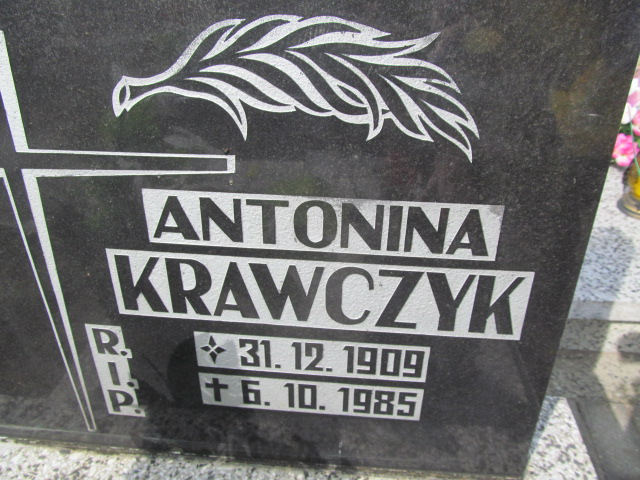 ANTONINA
KRAWCZYK
R.
I.
P.
31. 12. 1909
6. 10. 1985